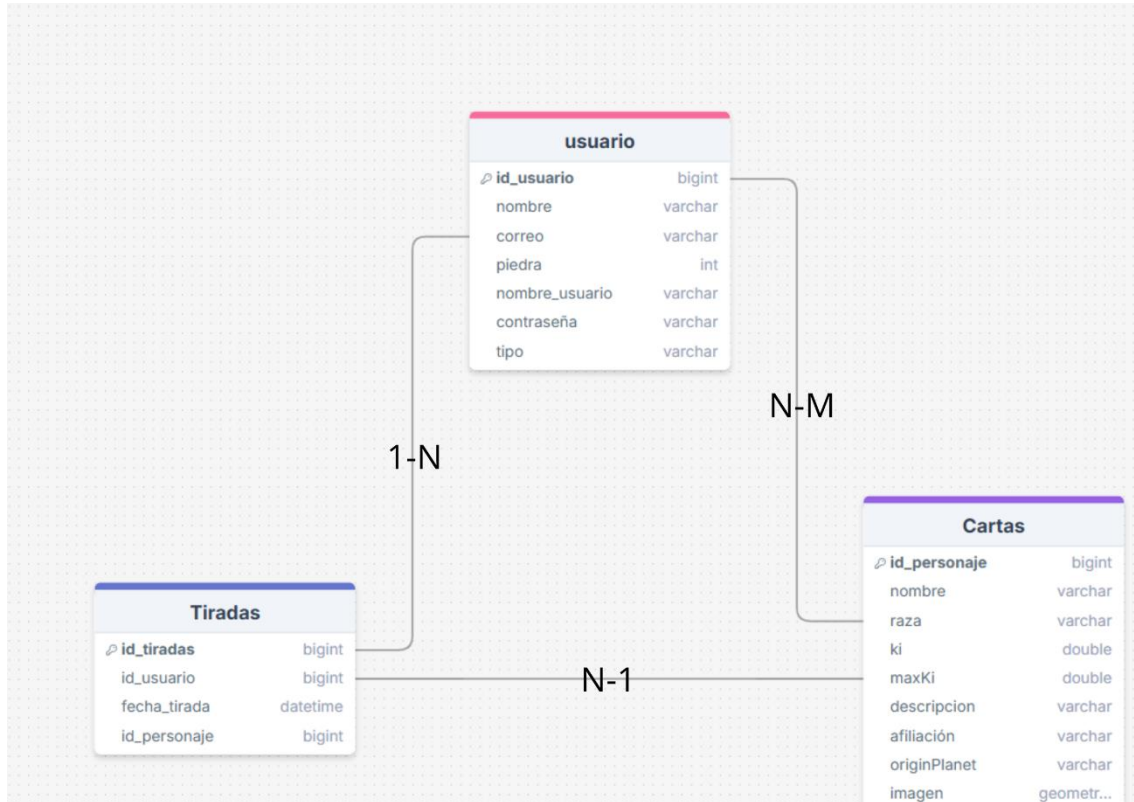 usuario
id_usuario bigint
nombre varchar
correo varchar
piedra int
nombre_usuario varchar
contraseña varchar
tipo varchar
N-M
1-N
Cartas
id_personaje bigint
nombre varchar
raza varchar
ki double
maxKi double
descripcion varchar
afiliación varchar
originPlanet varchar
imagen geometr...
Tiradas
id_tiradas bigint
id_usuario bigint
fecha_tirada datetime
id_personaje bigint
N-1